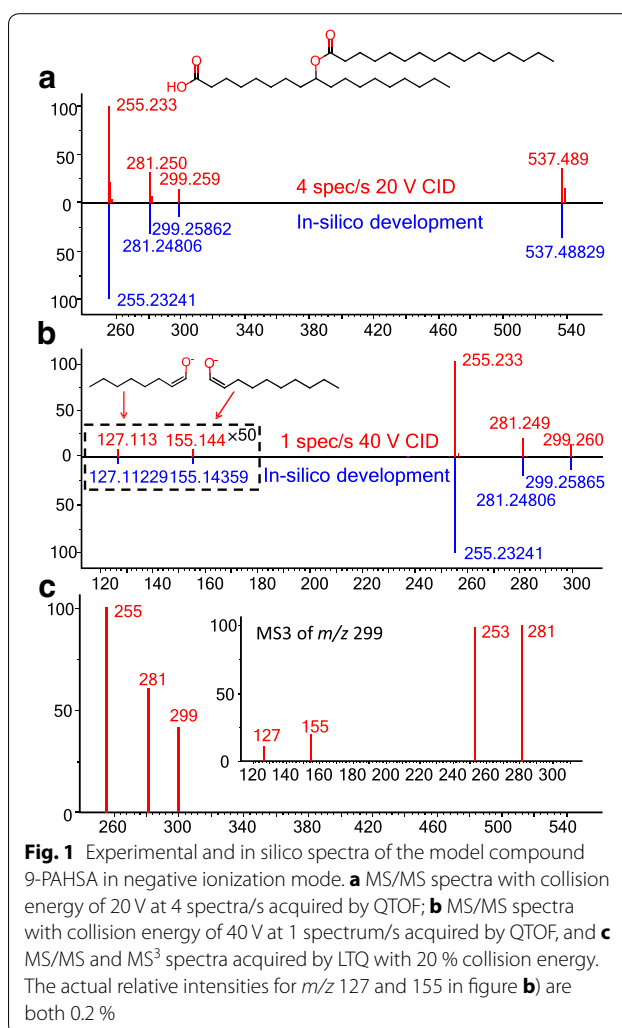 O
O
HO
O
a
100
50
0
50
100
255.233
281.250
299.259
537.489
4 spec/s 20 V CID
In-silico development
299.25862
281.24806
537.48829
255.23241
260 300 340 380 420 460 500 540
b
100
50
0
50
100
O-
O-
255.233
127.113 155.144 ×50
1 spec/s 40 V CID
281.249
299.260
127.11229 155.14359
In-silico development
299.25865
281.24806
255.23241
120 140 160 180 200 220 240 260 280 300
c
100
50
0
255
281
299
MS3 of m/z 299
100
50
0
127
155
253
281
120 140 160 180 200 220 240 260 280 300
260 300 340 380 420 460 500 540
Fig. 1 Experimental and in silico spectra of the model compound
9-PAHSA in negative ionization mode. a MS/MS spectra with collision
energy of 20 V at 4 spectra/s acquired by QTOF; b MS/MS spectra
with collision energy of 40 V at 1 spectrum/s acquired by QTOF, and c
MS/MS and MS³ spectra acquired by LTQ with 20 % collision energy.
The actual relative intensities for m/z 127 and 155 in figure b) are
both 0.2 %